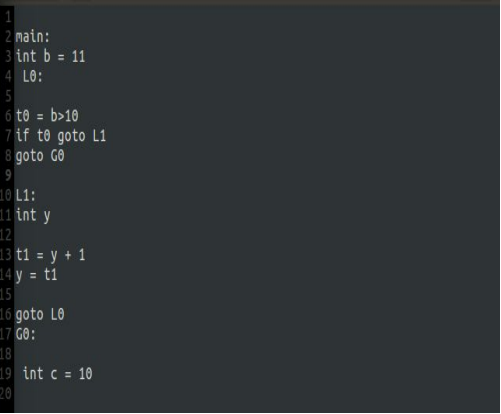 1
2 main:
3 int b = 11
4 L0:
5
6 t0 = b>10
7 if t0 goto L1
8 goto G0
9
10 L1:
11 int y
12
13 t1 = y + 1
14 y = t1
15
16 goto L0
17 G0:
18
19 int c = 10
20